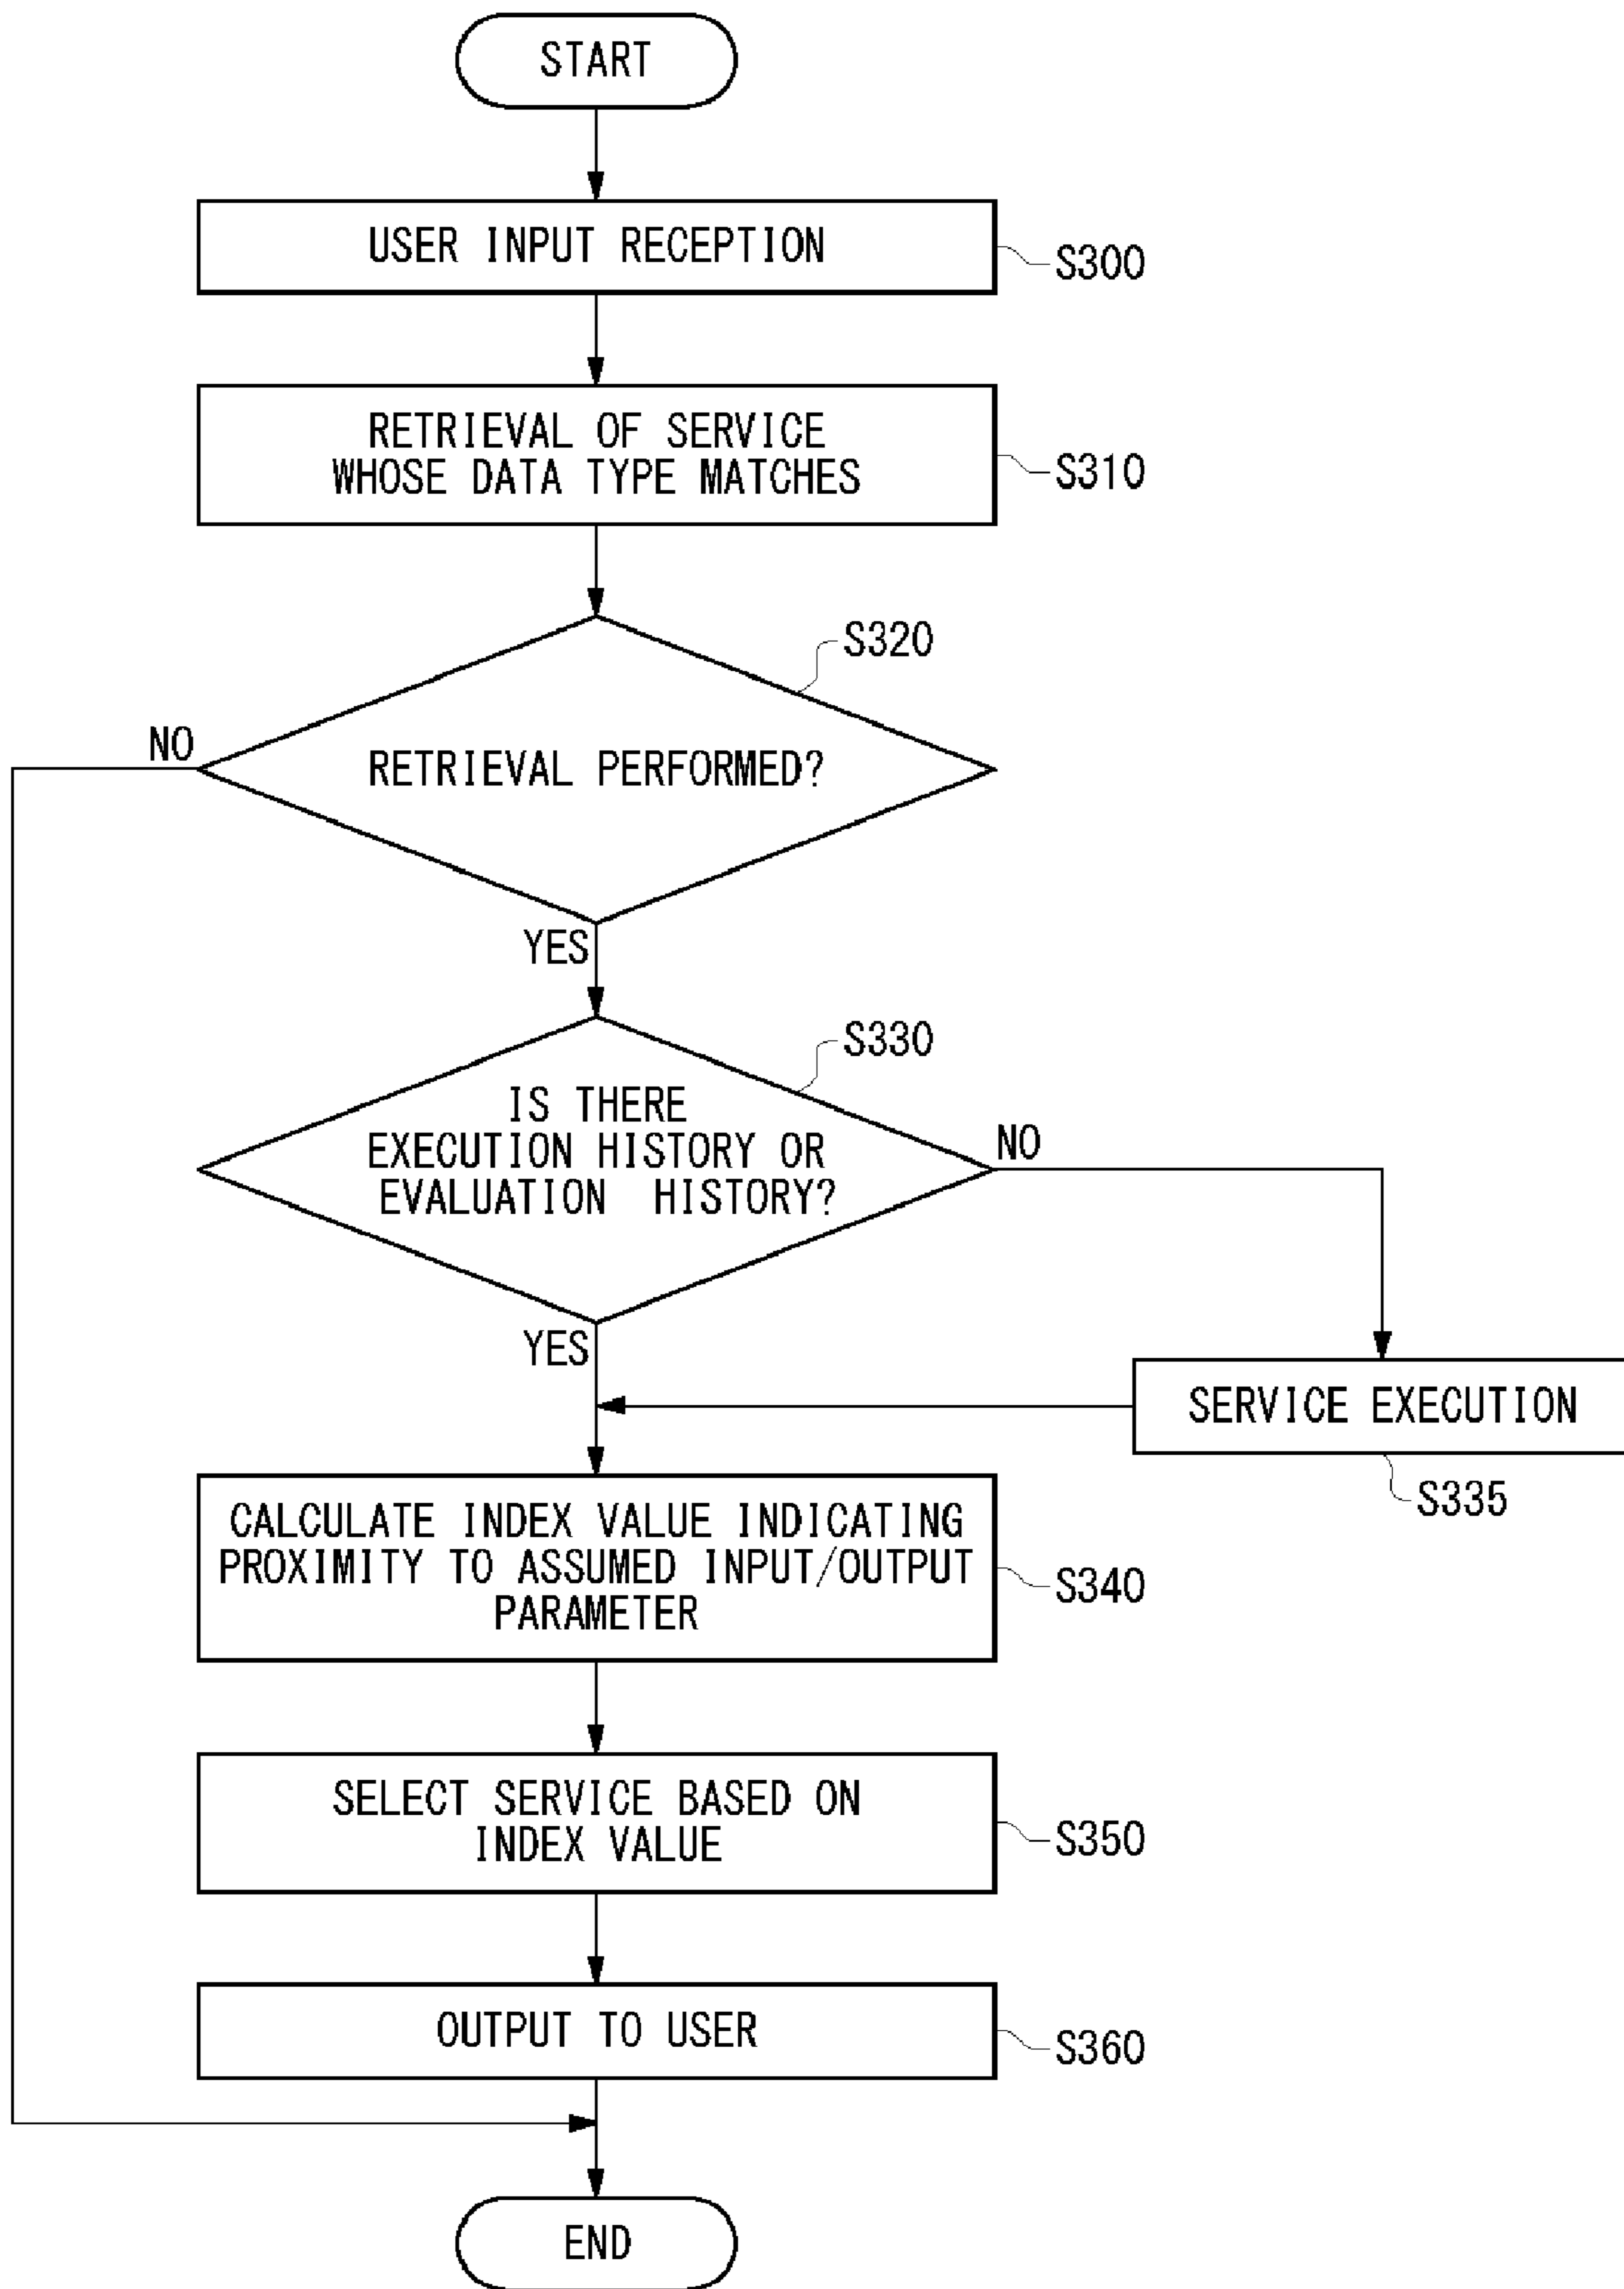 START
USER INPUT RECEPTION
S300
RETRIEVAL OF SERVICE
WHOSE DATA TYPE MATCHES
S310
S320
NO
RETRIEVAL PERFORMED?
YES
S330
IS THERE
EXECUTION HISTORY OR
EVALUATION HISTORY?
NO
YES
SERVICE EXECUTION
S335
CALCULATE INDEX VALUE INDICATING
PROXIMITY TO ASSUMED INPUT/OUTPUT
PARAMETER
S340
SELECT SERVICE BASED ON
INDEX VALUE
S350
OUTPUT TO USER
S360
END